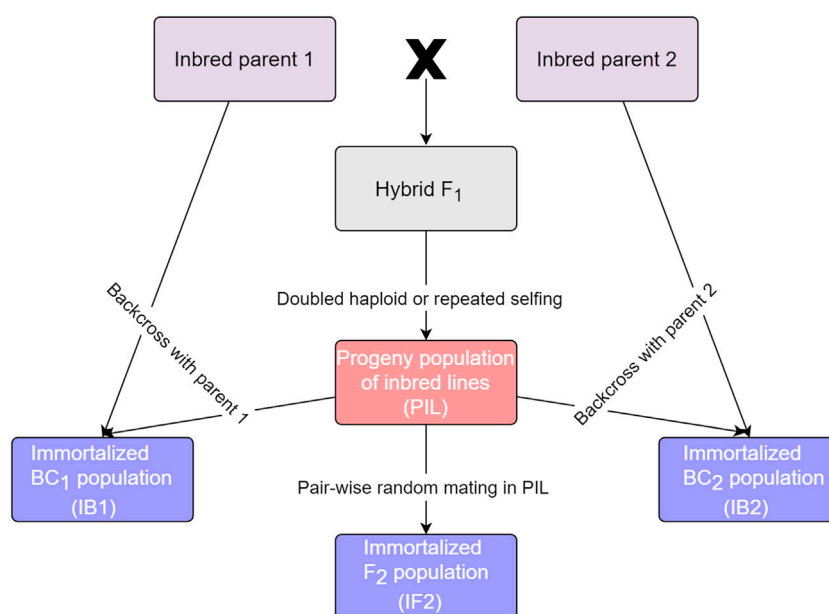 Inbred parent 1
X
Inbred parent 2
Hybrid F₁
Doubled haploid or repeated selfing
Backcross with parent 1
Backcross with parent 2
Progeny population
of inbred lines
(PIL)
Immortalized
BC₁ population
(IB1)
Immortalized
BC₂ population
(IB2)
Pair-wise random mating in PIL
Immortalized
F₂ population
(IF2)